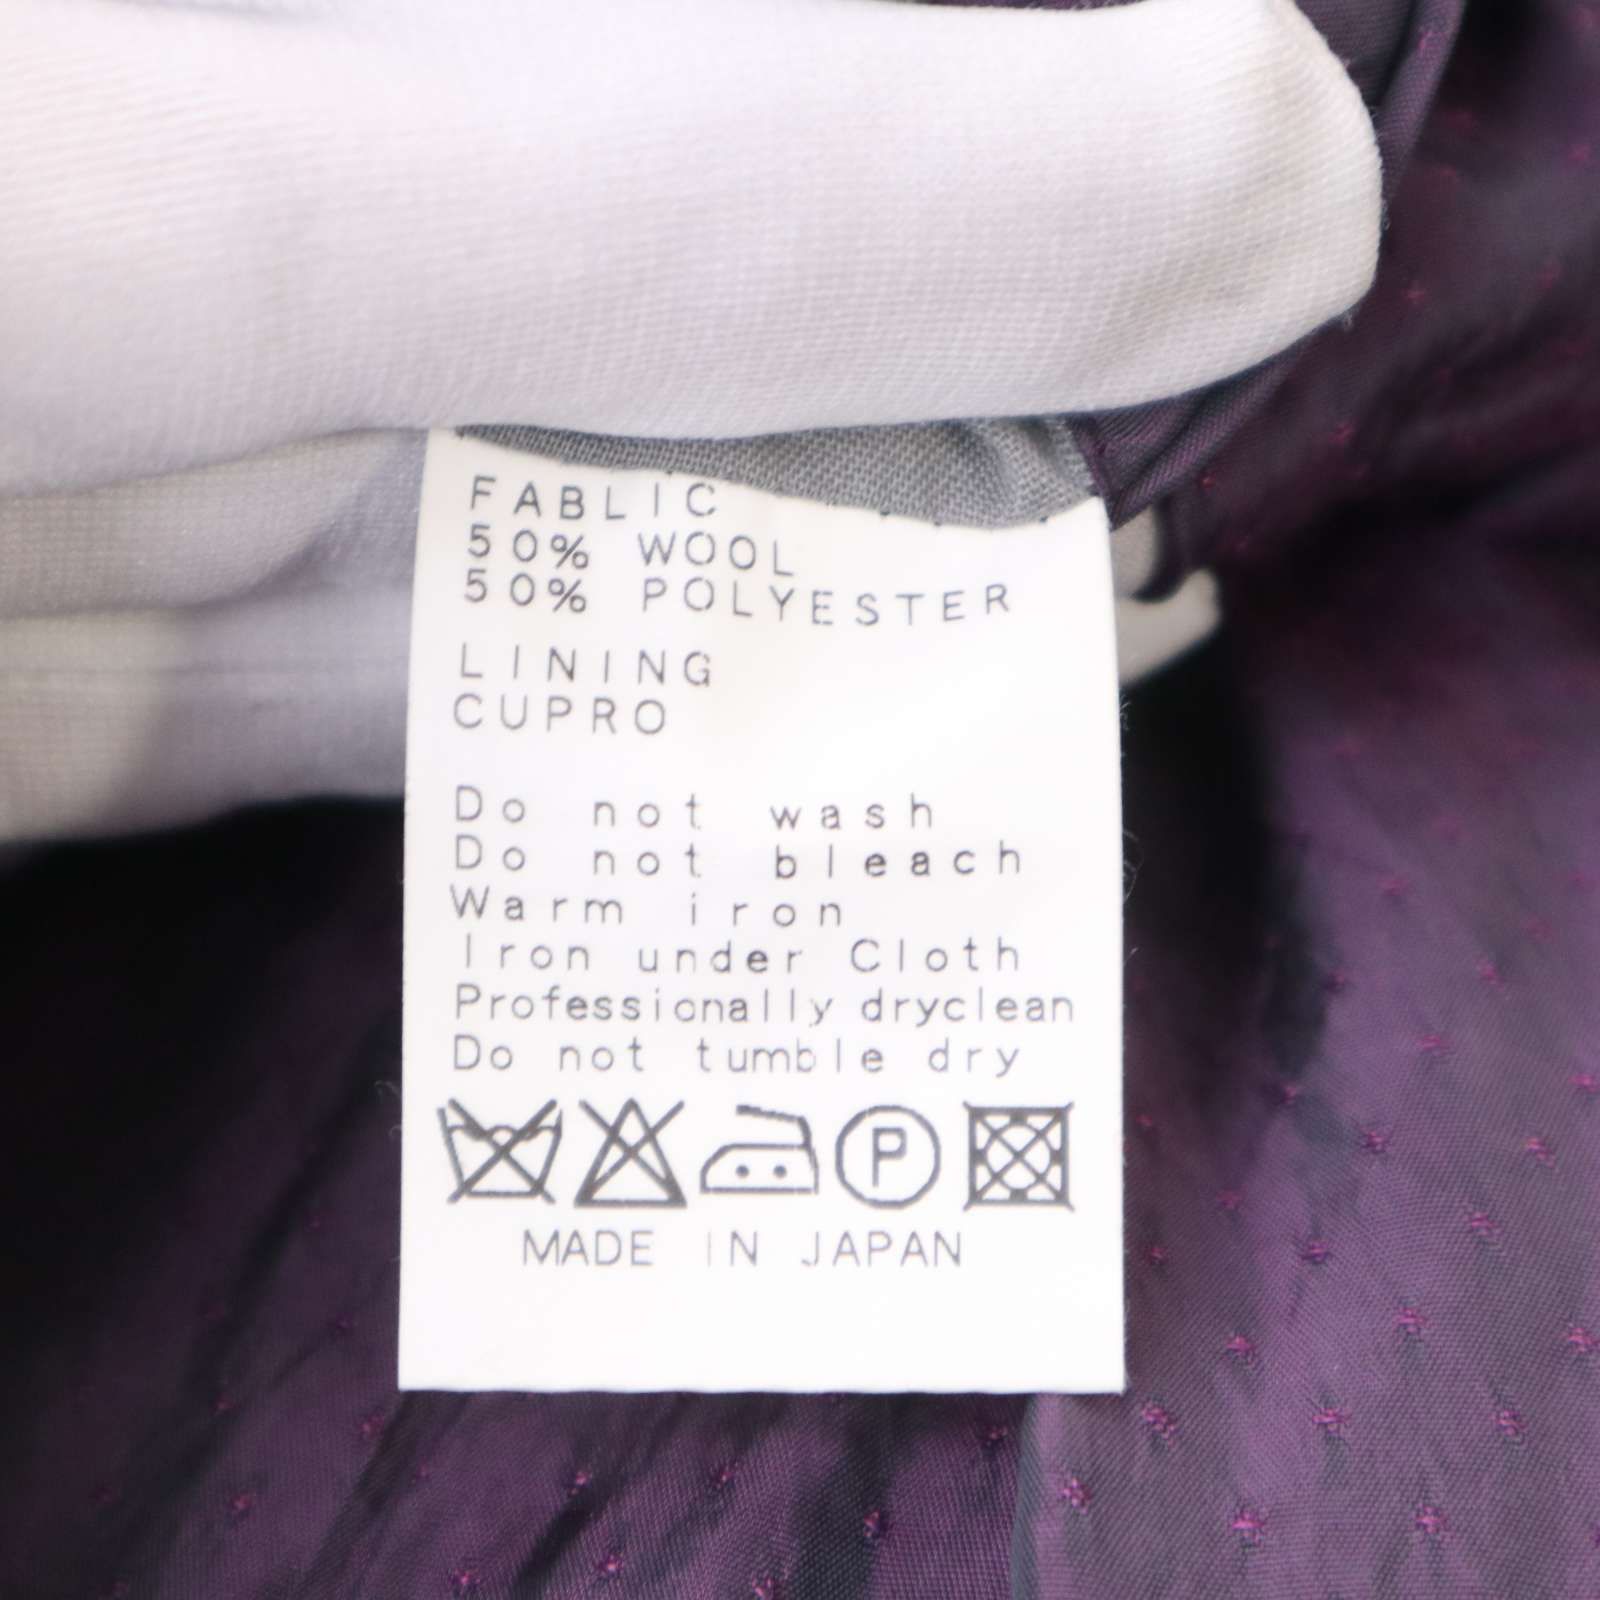 FABLIC
50% WOOL
50% POLYESTER
LINING
CUPRO
Do not wash
Do not bleach
Warm iron
Iron under Cloth
Professionally dryclean
Do not tumble dry
P
MADE IN JAPAN